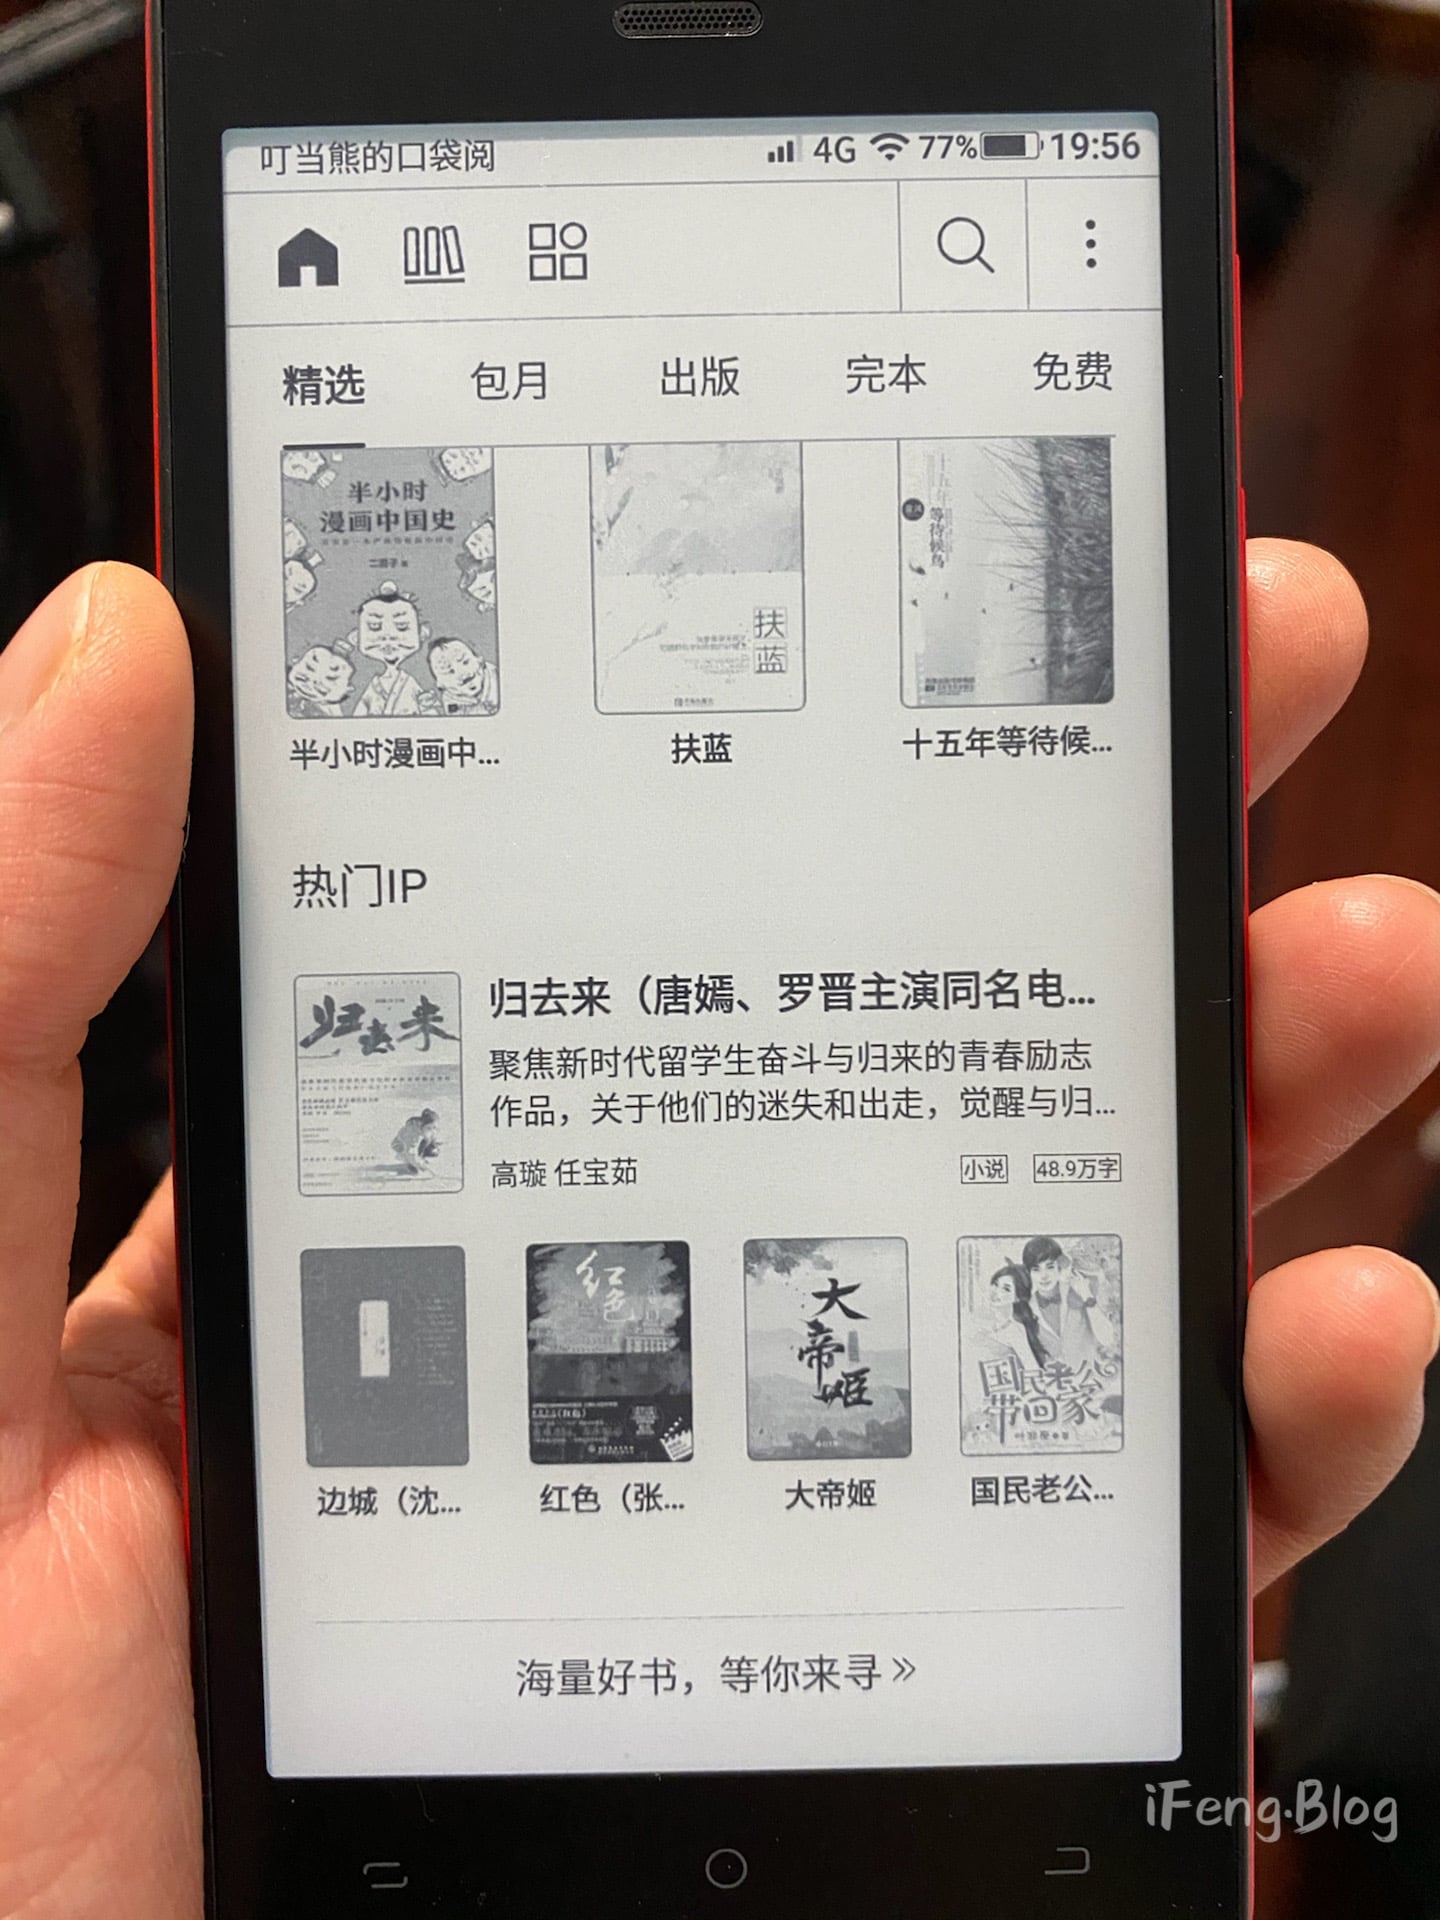 叮当熊的口袋阅
4G 77% 19:56
精选 包月 出版 完本 免费
半小时
漫画中国史
二混子
扶
蓝
十五年等待候鸟
半小时漫画中...
扶蓝
十五年等待候...
热门IP
归去来
归去来（唐嫣、罗晋主演同名电...
聚焦新时代留学生奋斗与归来的青春励志
作品，关于他们的迷失和出走，觉醒与归...
高璇 任宝茹
小说
48.9万字
红色
大帝姬
国民老公
带回家
边城（沈...
红色（张...
大帝姬
国民老公...
海量好书，等你来寻»
iFeng·Blog